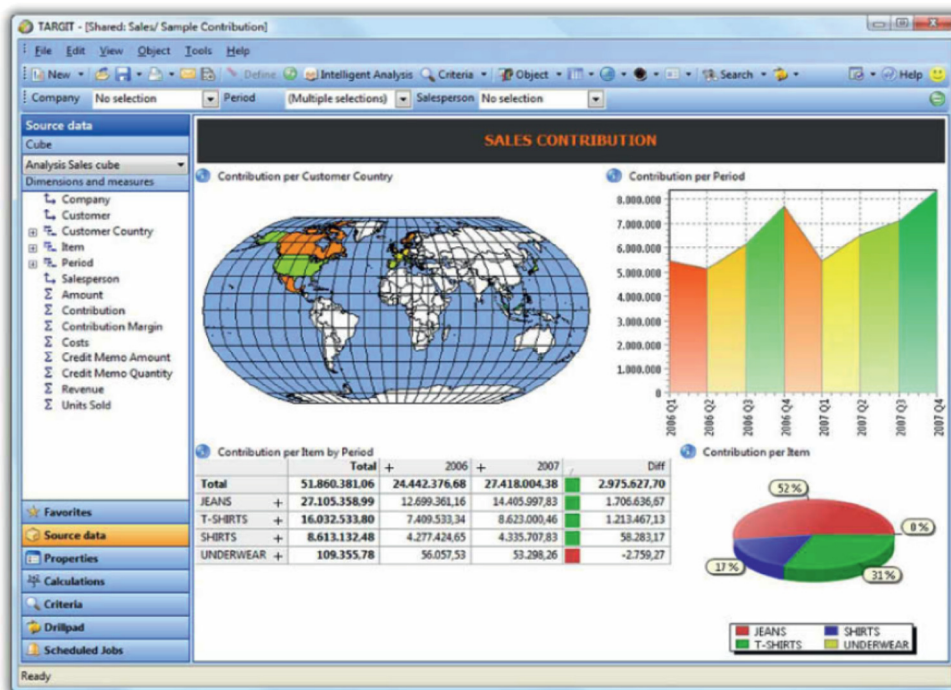 TARGIT - [Shared: Sales/ Sample Contribution]
File Edit View Object Tools Help
New Define Intelligent Analysis Criteria Object Search Help
Company No selection Period (Multiple selections) Salesperson No selection
Source data
Cube
Analysis Sales cube
Dimensions and measures
Company
Customer
Customer Country
Item
Period
Salesperson
Σ Amount
Σ Contribution
Σ Contribution Margin
Σ Costs
Σ Credit Memo Amount
Σ Credit Memo Quantity
Σ Revenue
Σ Units Sold
Favorites
Source data
Properties
Calculations
Criteria
Drillpad
Scheduled Jobs
Ready
SALES CONTRIBUTION
Contribution per Customer Country
Contribution per Period
8.000.000
7.000.000
6.000.000
5.000.000
4.000.000
3.000.000
2.000.000
1.000.000
0
2006 Q1
2006 Q2
2006 Q3
2006 Q4
2007 Q1
2007 Q2
2007 Q3
2007 Q4
Contribution per Item by Period
Total + 2006 + 2007 Diff
Total 51.860.381,06 24.442.376,68 27.418.004,38 2.975.627,70
JEANS + 27.105.358,99 12.699.361,16 14.405.997,83 1.706.636,67
T-SHIRTS + 16.032.533,80 7.409.533,34 8.623.000,46 1.213.467,13
SHIRTS + 8.613.132,48 4.277.424,65 4.335.707,83 58.283,17
UNDERWEAR + 109.355,78 56.057,53 53.298,26 -2.759,27
Contribution per Item
52 %
0 %
17 %
31 %
JEANS SHIRTS
T-SHIRTS UNDERWEAR